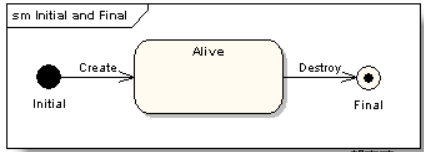 sm Initial and Final
Alive
Create
Destroy
Initial
Final